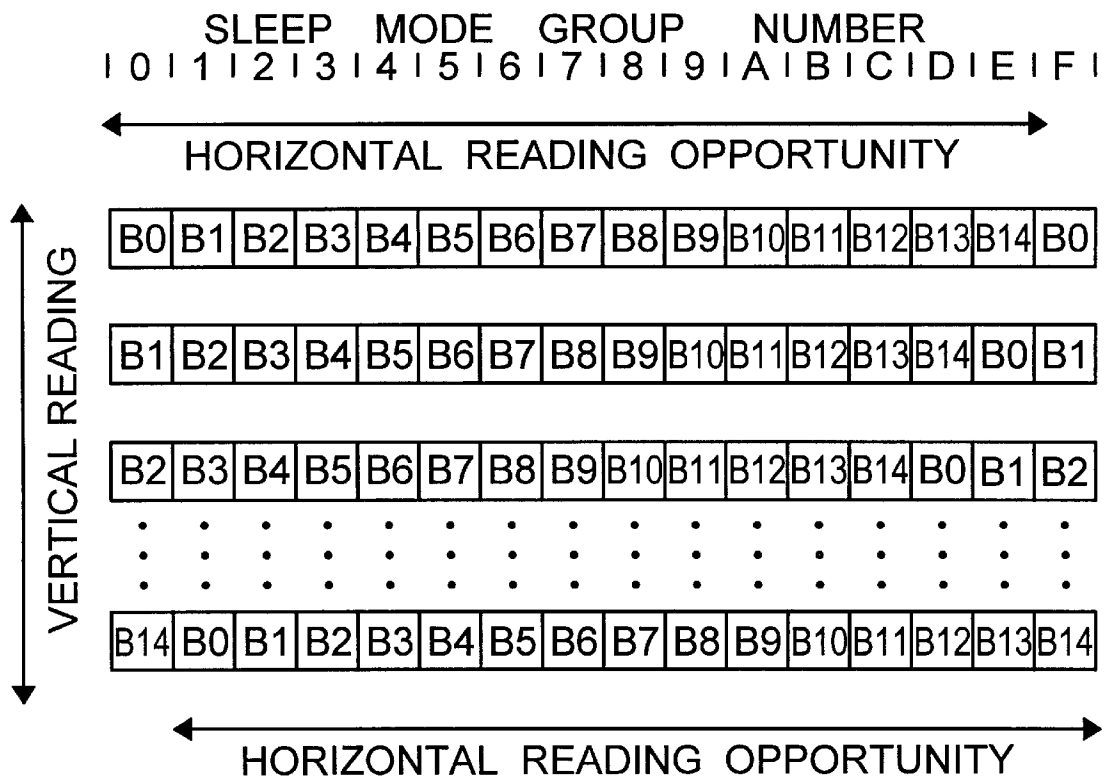 SLEEP MODE GROUP NUMBER
| 0 | 1 | 2 | 3 | 4 | 5 | 6 | 7 | 8 | 9 | A | B | C | D | E | F |
HORIZONTAL READING OPPORTUNITY
VERTICAL READING
B0 B1 B2 B3 B4 B5 B6 B7 B8 B9 B10 B11 B12 B13 B14 B0
B1 B2 B3 B4 B5 B6 B7 B8 B9 B10 B11 B12 B13 B14 B0 B1
B2 B3 B4 B5 B6 B7 B8 B9 B10 B11 B12 B13 B14 B0 B1 B2
B14 B0 B1 B2 B3 B4 B5 B6 B7 B8 B9 B10 B11 B12 B13 B14
HORIZONTAL READING OPPORTUNITY